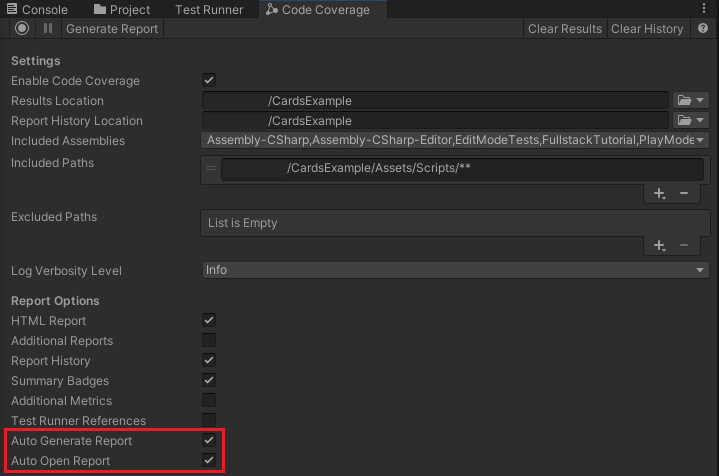 Console Project Test Runner Code Coverage
Generate Report Clear Results Clear History
Settings
Enable Code Coverage
Results Location /CardsExample
Report History Location /CardsExample
Included Assemblies Assembly-CSharp,Assembly-CSharp-Editor,EditModeTests,FullstackTutorial,PlayMode
Included Paths /CardsExample/Assets/Scripts/**
Excluded Paths List is Empty
Log Verbosity Level Info
Report Options
HTML Report
Additional Reports
Report History
Summary Badges
Additional Metrics
Test Runner References
Auto Generate Report
Auto Open Report